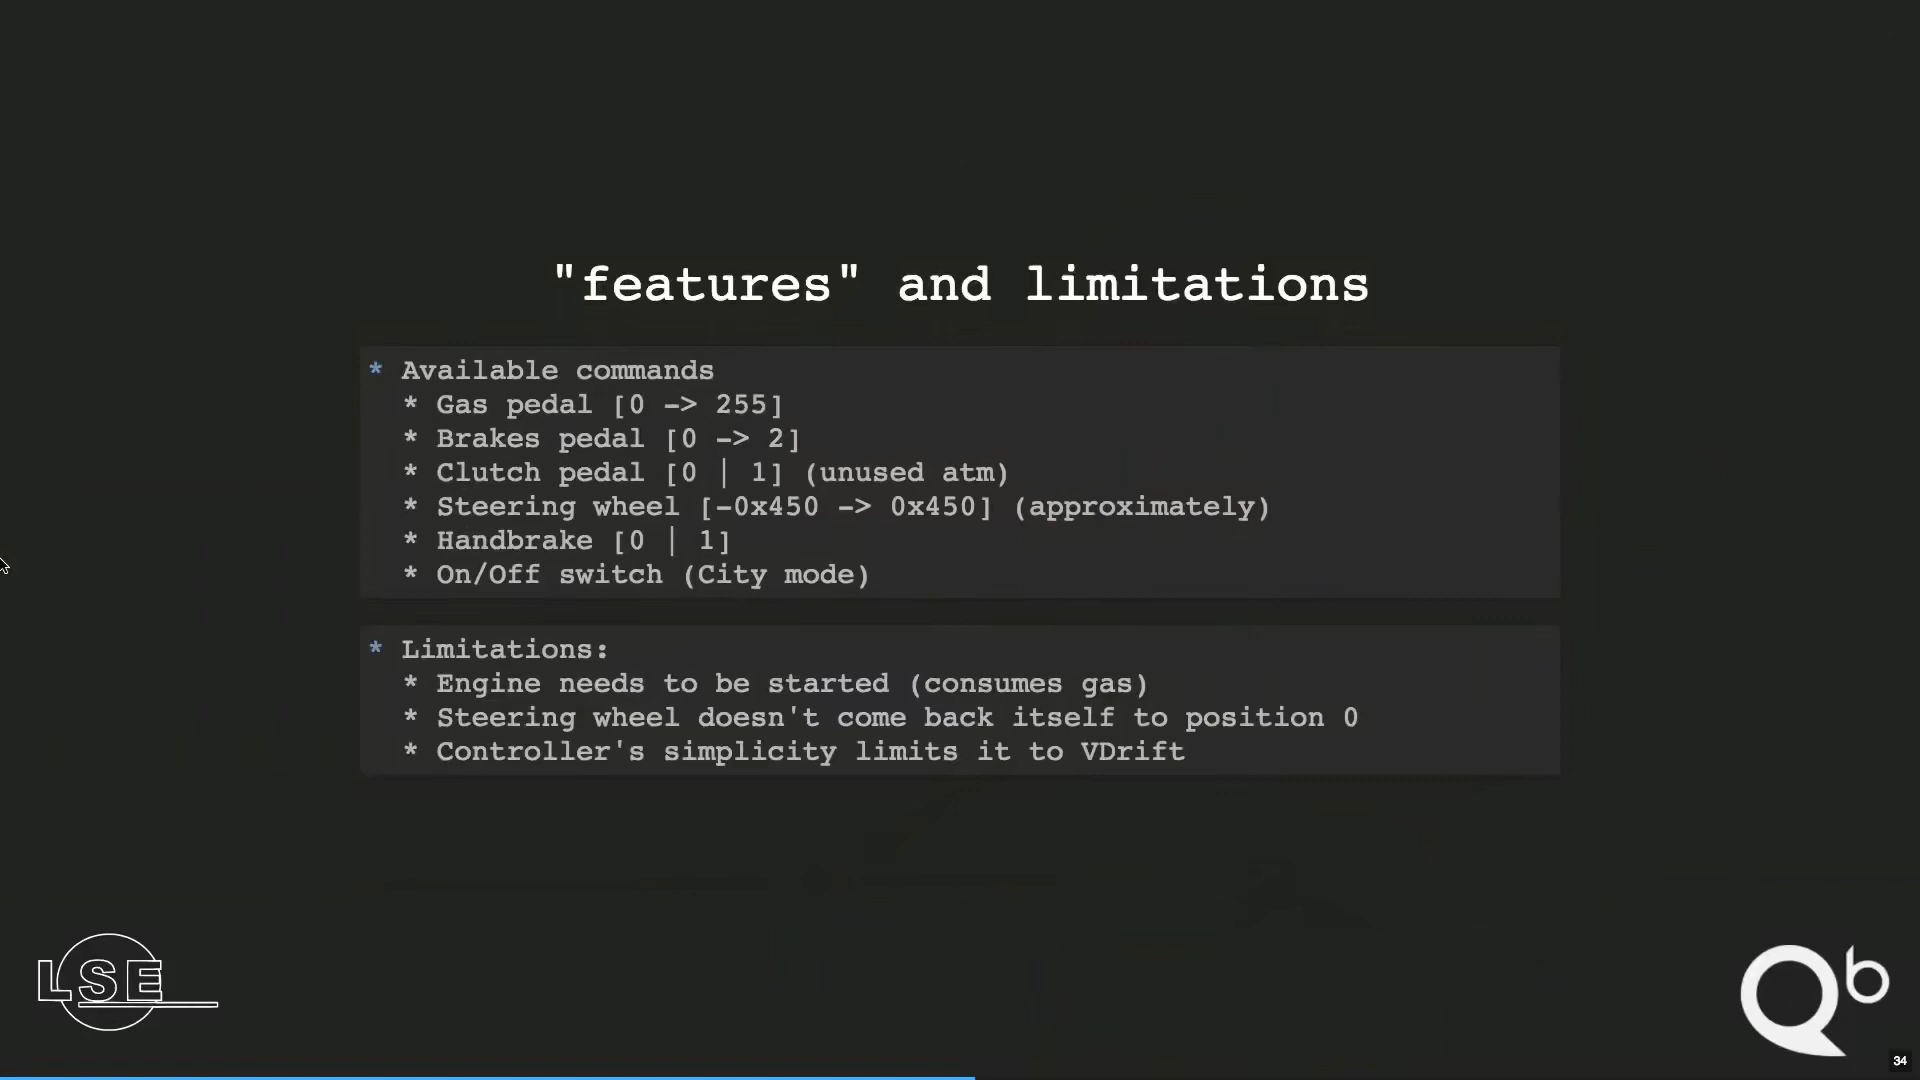 "features" and limitations
* Available commands
* Gas pedal [0 -> 255]
* Brakes pedal [0 -> 2]
* Clutch pedal [0 | 1] (unused atm)
* Steering wheel [-0x450 -> 0x450] (approximately)
* Handbrake [0 | 1]
* On/Off switch (City mode)
* Limitations:
* Engine needs to be started (consumes gas)
* Steering wheel doesn't come back itself to position 0
* Controller's simplicity limits it to VDrift
LSE
Qb
34